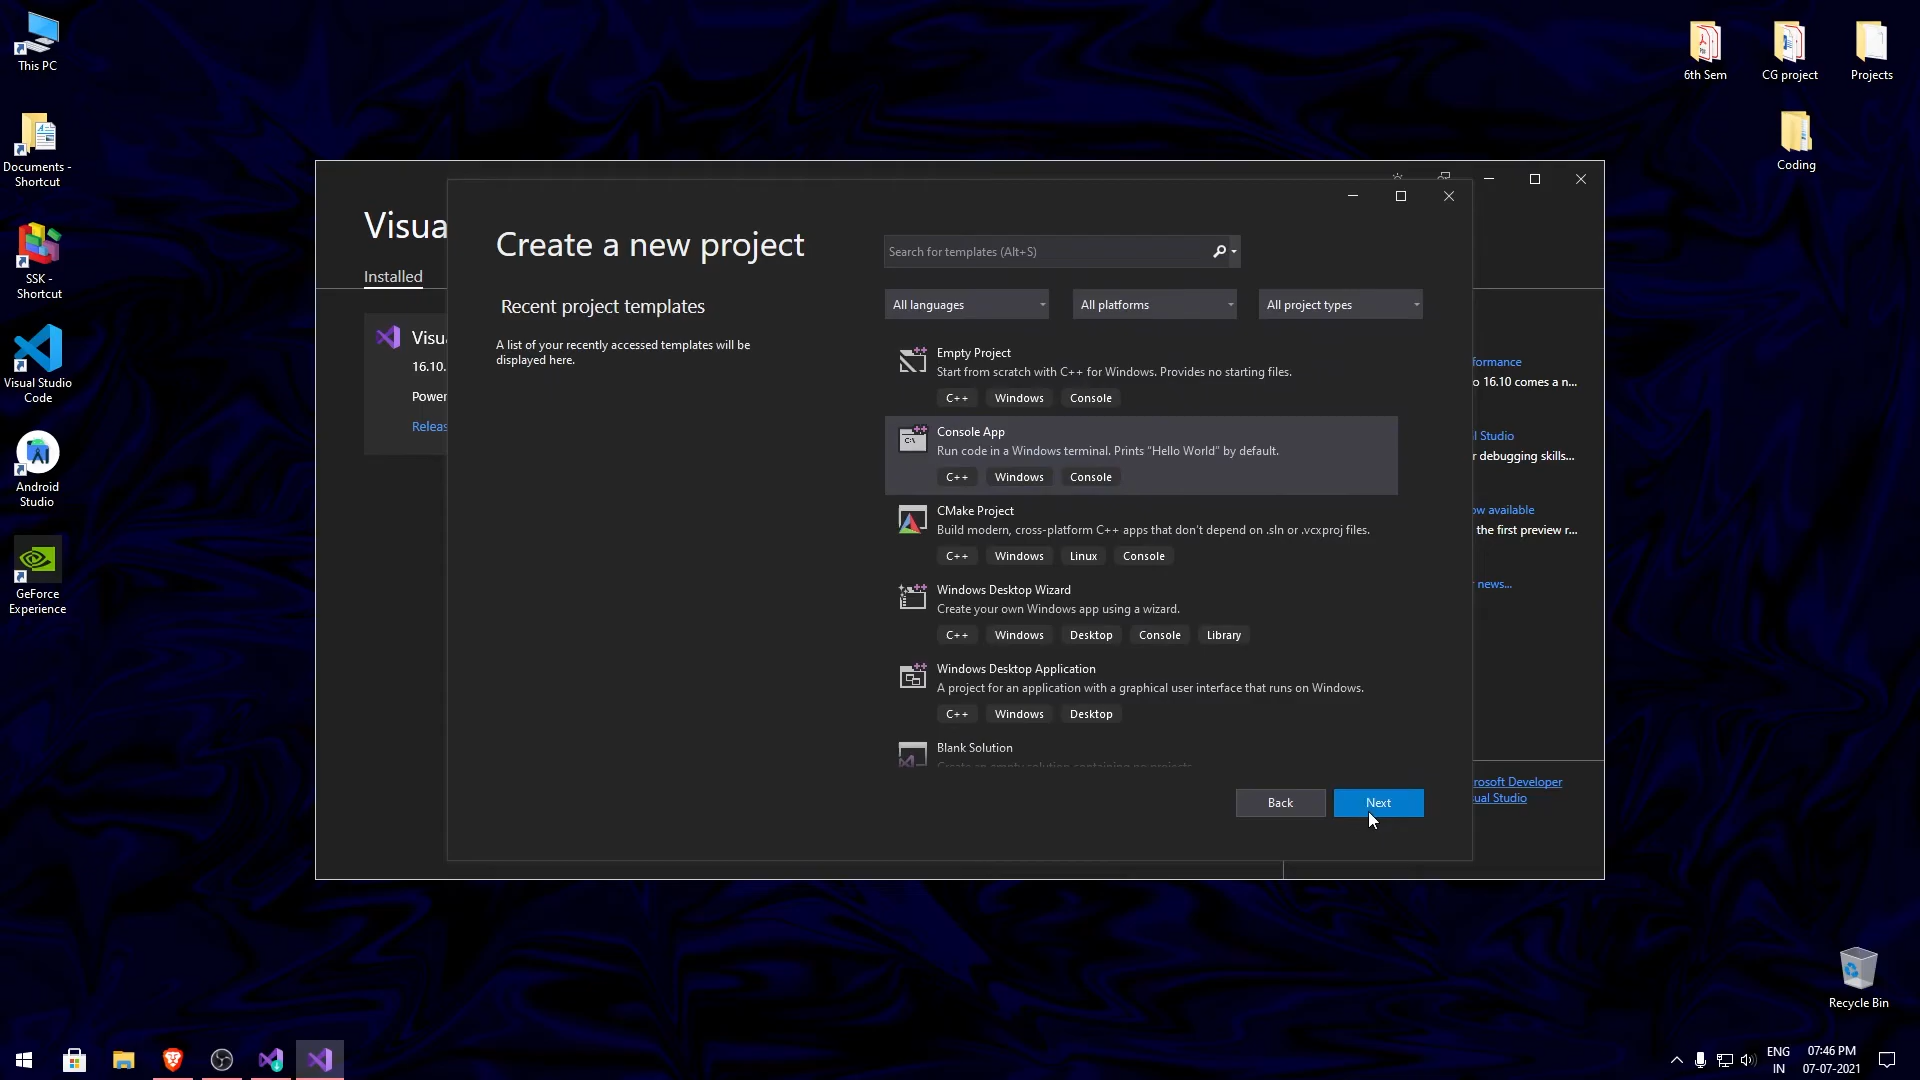 This PC
Documents -
Shortcut
SSK -
Shortcut
Visual Studio
Code
Android
Studio
GeForce
Experience
6th Sem
CG project
Projects
Coding
Recycle Bin
Visua
Installed
Visu
16.10.
Power
Releas
Create a new project
Recent project templates
A list of your recently accessed templates will be
displayed here.
Search for templates (Alt+S)
All languages
All platforms
All project types
Empty Project
Start from scratch with C++ for Windows. Provides no starting files.
C++ Windows Console
Console App
Run code in a Windows terminal. Prints "Hello World" by default.
C++ Windows Console
CMake Project
Build modern, cross-platform C++ apps that don't depend on .sln or .vcxproj files.
C++ Windows Linux Console
Windows Desktop Wizard
Create your own Windows app using a wizard.
C++ Windows Desktop Console Library
Windows Desktop Application
A project for an application with a graphical user interface that runs on Windows.
C++ Windows Desktop
Blank Solution
Create an empty solution containing no projects
Back
Next
formance
o 16.10 comes a n...
l Studio
r debugging skills...
ow available
the first preview r...
r news...
rosoft Developer
ual Studio
ENG
IN
07:46 PM
07-07-2021